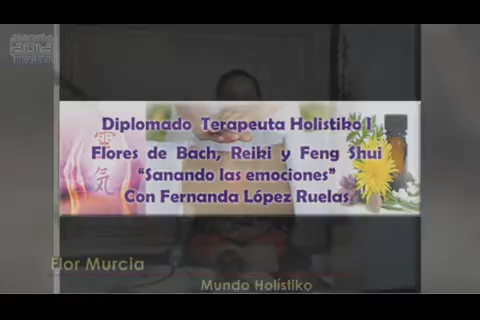 Diplomado Terapeuta Holistiko I
Flores de Bach, Reiki y Feng Shui
“Sanando las emociones”
Con Fernanda López Ruelas
Flor Murcia
Mundo Holístiko